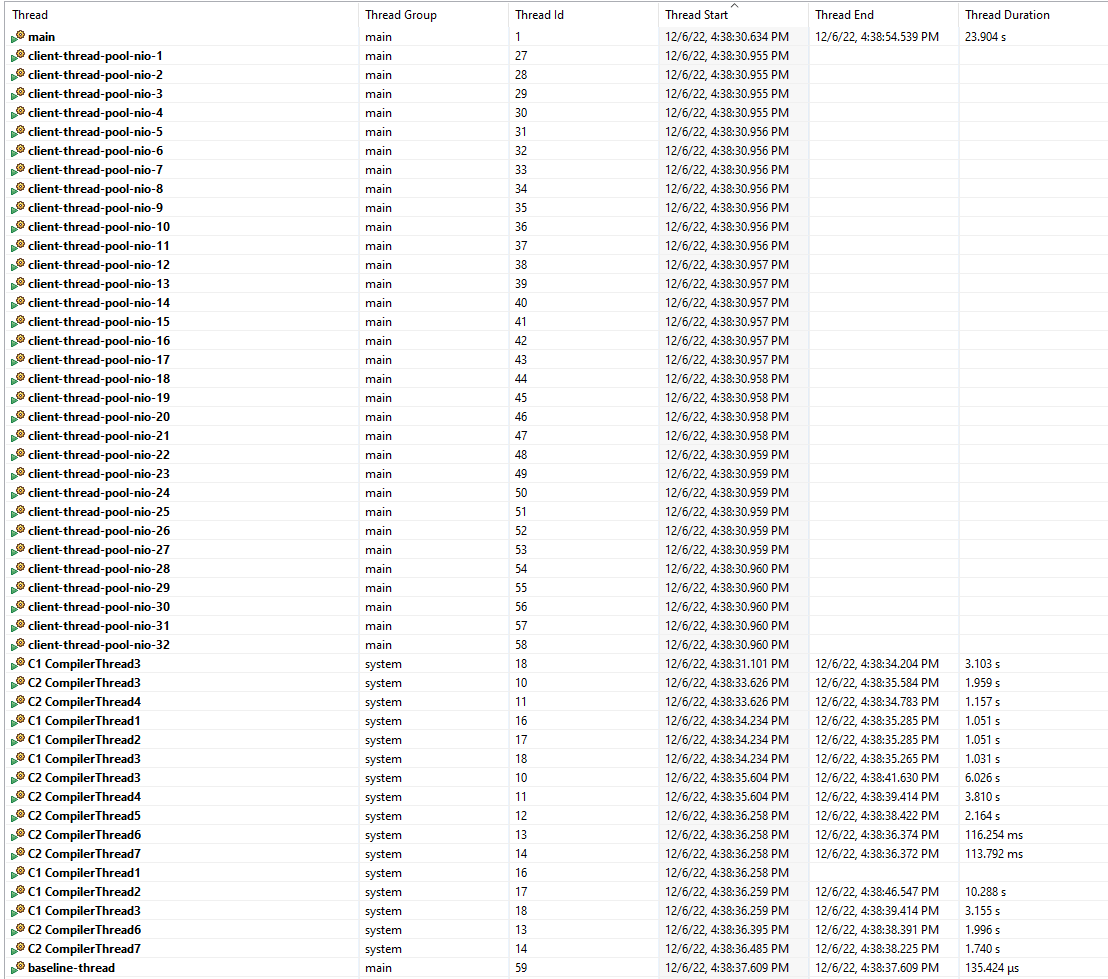 Thread Thread Group Thread Id Thread Start Thread End Thread Duration
main main 1 12/6/22, 4:38:30.634 PM 12/6/22, 4:38:54.539 PM 23.904 s
client-thread-pool-nio-1 main 27 12/6/22, 4:38:30.955 PM
client-thread-pool-nio-2 main 28 12/6/22, 4:38:30.955 PM
client-thread-pool-nio-3 main 29 12/6/22, 4:38:30.955 PM
client-thread-pool-nio-4 main 30 12/6/22, 4:38:30.955 PM
client-thread-pool-nio-5 main 31 12/6/22, 4:38:30.956 PM
client-thread-pool-nio-6 main 32 12/6/22, 4:38:30.956 PM
client-thread-pool-nio-7 main 33 12/6/22, 4:38:30.956 PM
client-thread-pool-nio-8 main 34 12/6/22, 4:38:30.956 PM
client-thread-pool-nio-9 main 35 12/6/22, 4:38:30.956 PM
client-thread-pool-nio-10 main 36 12/6/22, 4:38:30.956 PM
client-thread-pool-nio-11 main 37 12/6/22, 4:38:30.956 PM
client-thread-pool-nio-12 main 38 12/6/22, 4:38:30.957 PM
client-thread-pool-nio-13 main 39 12/6/22, 4:38:30.957 PM
client-thread-pool-nio-14 main 40 12/6/22, 4:38:30.957 PM
client-thread-pool-nio-15 main 41 12/6/22, 4:38:30.957 PM
client-thread-pool-nio-16 main 42 12/6/22, 4:38:30.957 PM
client-thread-pool-nio-17 main 43 12/6/22, 4:38:30.957 PM
client-thread-pool-nio-18 main 44 12/6/22, 4:38:30.958 PM
client-thread-pool-nio-19 main 45 12/6/22, 4:38:30.958 PM
client-thread-pool-nio-20 main 46 12/6/22, 4:38:30.958 PM
client-thread-pool-nio-21 main 47 12/6/22, 4:38:30.958 PM
client-thread-pool-nio-22 main 48 12/6/22, 4:38:30.959 PM
client-thread-pool-nio-23 main 49 12/6/22, 4:38:30.959 PM
client-thread-pool-nio-24 main 50 12/6/22, 4:38:30.959 PM
client-thread-pool-nio-25 main 51 12/6/22, 4:38:30.959 PM
client-thread-pool-nio-26 main 52 12/6/22, 4:38:30.959 PM
client-thread-pool-nio-27 main 53 12/6/22, 4:38:30.959 PM
client-thread-pool-nio-28 main 54 12/6/22, 4:38:30.960 PM
client-thread-pool-nio-29 main 55 12/6/22, 4:38:30.960 PM
client-thread-pool-nio-30 main 56 12/6/22, 4:38:30.960 PM
client-thread-pool-nio-31 main 57 12/6/22, 4:38:30.960 PM
client-thread-pool-nio-32 main 58 12/6/22, 4:38:30.960 PM
C1 CompilerThread3 system 18 12/6/22, 4:38:31.101 PM 12/6/22, 4:38:34.204 PM 3.103 s
C2 CompilerThread3 system 10 12/6/22, 4:38:33.626 PM 12/6/22, 4:38:35.584 PM 1.959 s
C2 CompilerThread4 system 11 12/6/22, 4:38:33.626 PM 12/6/22, 4:38:34.783 PM 1.157 s
C1 CompilerThread1 system 16 12/6/22, 4:38:34.234 PM 12/6/22, 4:38:35.285 PM 1.051 s
C1 CompilerThread2 system 17 12/6/22, 4:38:34.234 PM 12/6/22, 4:38:35.285 PM 1.051 s
C1 CompilerThread3 system 18 12/6/22, 4:38:34.234 PM 12/6/22, 4:38:35.265 PM 1.031 s
C2 CompilerThread3 system 10 12/6/22, 4:38:35.604 PM 12/6/22, 4:38:41.630 PM 6.026 s
C2 CompilerThread4 system 11 12/6/22, 4:38:35.604 PM 12/6/22, 4:38:39.414 PM 3.810 s
C2 CompilerThread5 system 12 12/6/22, 4:38:36.258 PM 12/6/22, 4:38:38.422 PM 2.164 s
C2 CompilerThread6 system 13 12/6/22, 4:38:36.258 PM 12/6/22, 4:38:36.374 PM 116.254 ms
C2 CompilerThread7 system 14 12/6/22, 4:38:36.258 PM 12/6/22, 4:38:36.372 PM 113.792 ms
C1 CompilerThread1 system 16 12/6/22, 4:38:36.258 PM
C1 CompilerThread2 system 17 12/6/22, 4:38:36.259 PM 12/6/22, 4:38:46.547 PM 10.288 s
C1 CompilerThread3 system 18 12/6/22, 4:38:36.259 PM 12/6/22, 4:38:39.414 PM 3.155 s
C2 CompilerThread6 system 13 12/6/22, 4:38:36.395 PM 12/6/22, 4:38:38.391 PM 1.996 s
C2 CompilerThread7 system 14 12/6/22, 4:38:36.485 PM 12/6/22, 4:38:38.225 PM 1.740 s
baseline-thread main 59 12/6/22, 4:38:37.609 PM 12/6/22, 4:38:37.609 PM 135.424 µs